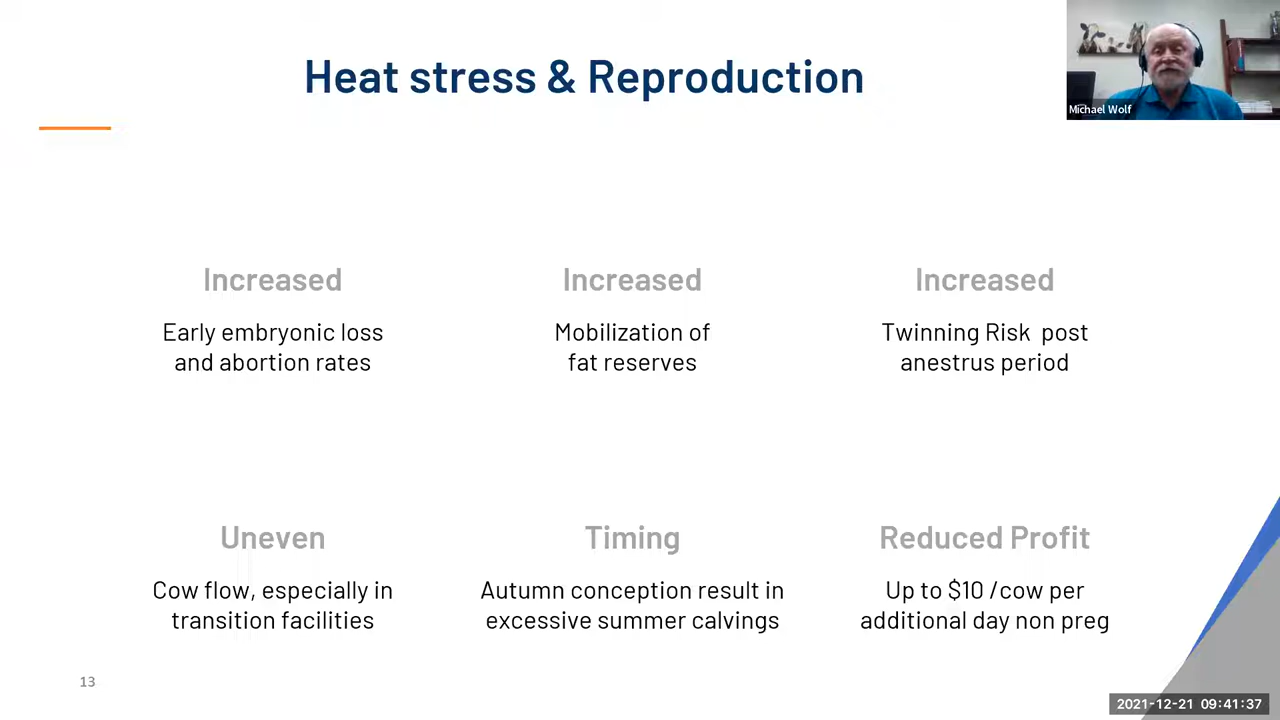 Heat stress & Reproduction
Michael Wolf
Increased
Early embryonic loss
and abortion rates
Increased
Mobilization of
fat reserves
Increased
Twinning Risk post
anestrus period
Uneven
Cow flow, especially in
transition facilities
Timing
Autumn conception result in
excessive summer calvings
Reduced Profit
Up to $10 /cow per
additional day non preg
13
2021-12-21 09:41:37